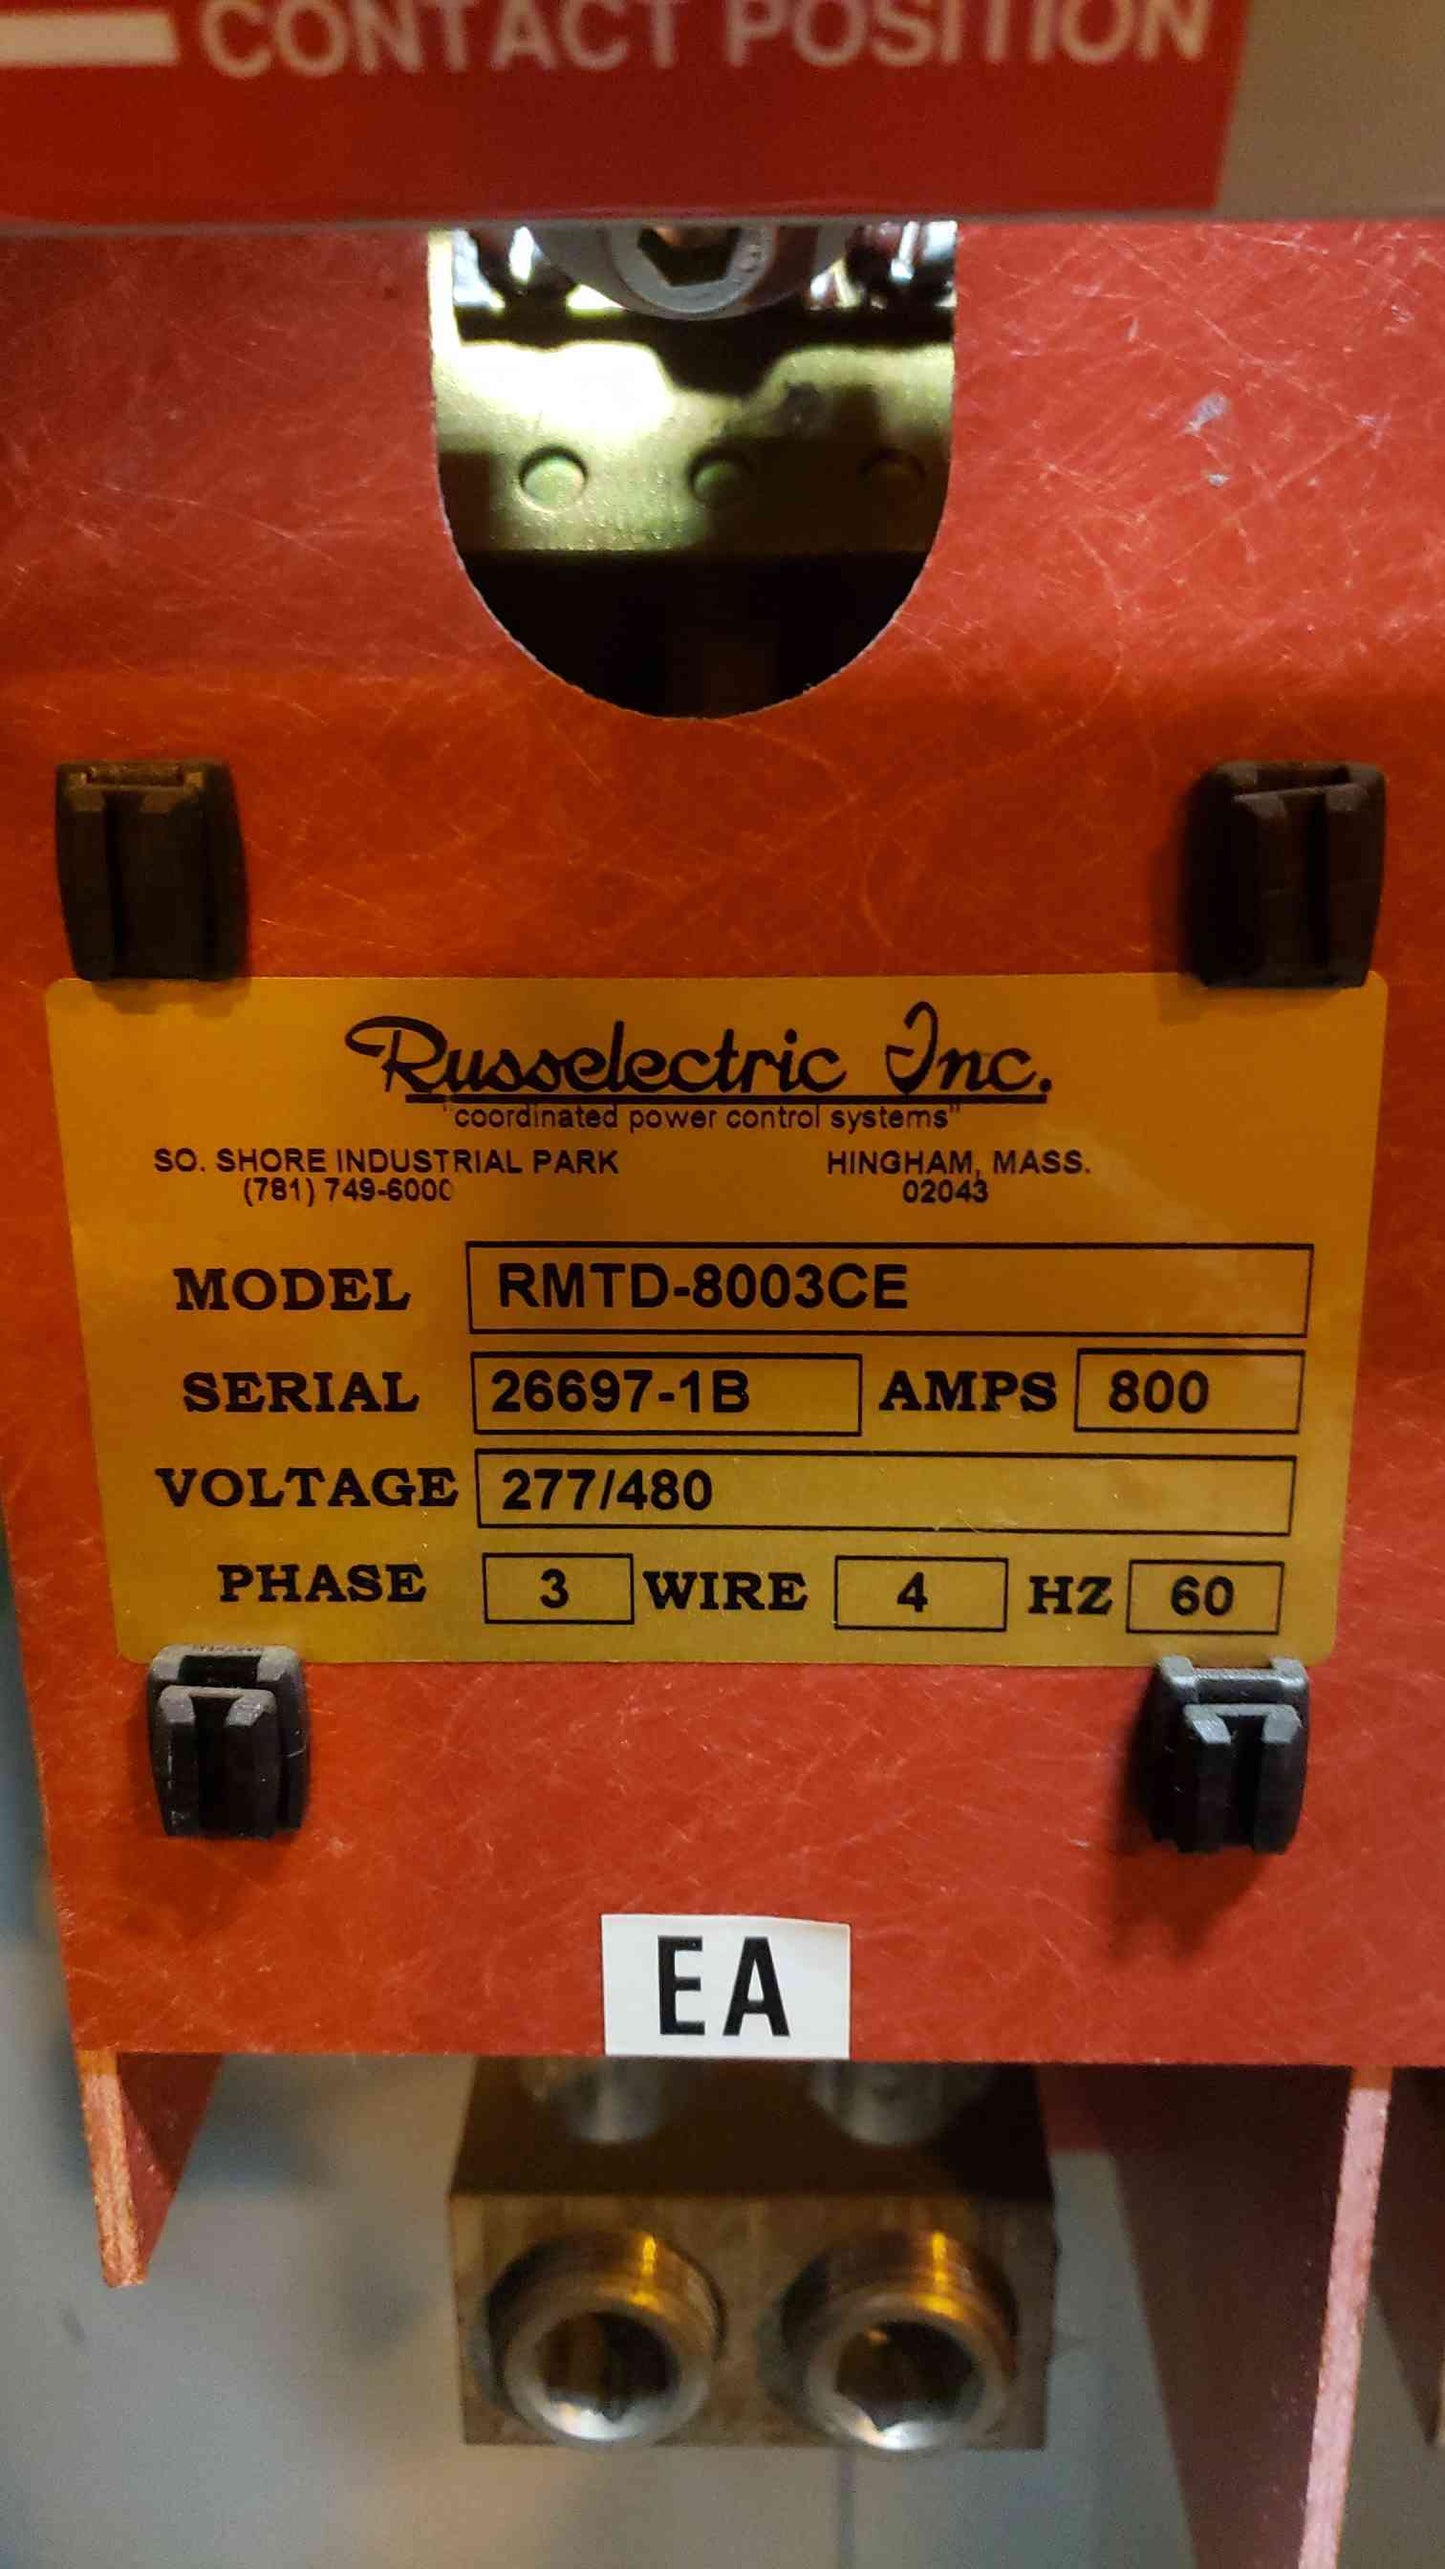 CONTACT POSITION
Russelectric Inc.
"coordinated power control systems"
SO. SHORE INDUSTRIAL PARK HINGHAM, MASS.
(781) 749-6000 02043
MODEL RMTD-8003CE
SERIAL 26697-1B AMPS 800
VOLTAGE 277/480
PHASE 3 WIRE 4 HZ 60
EA